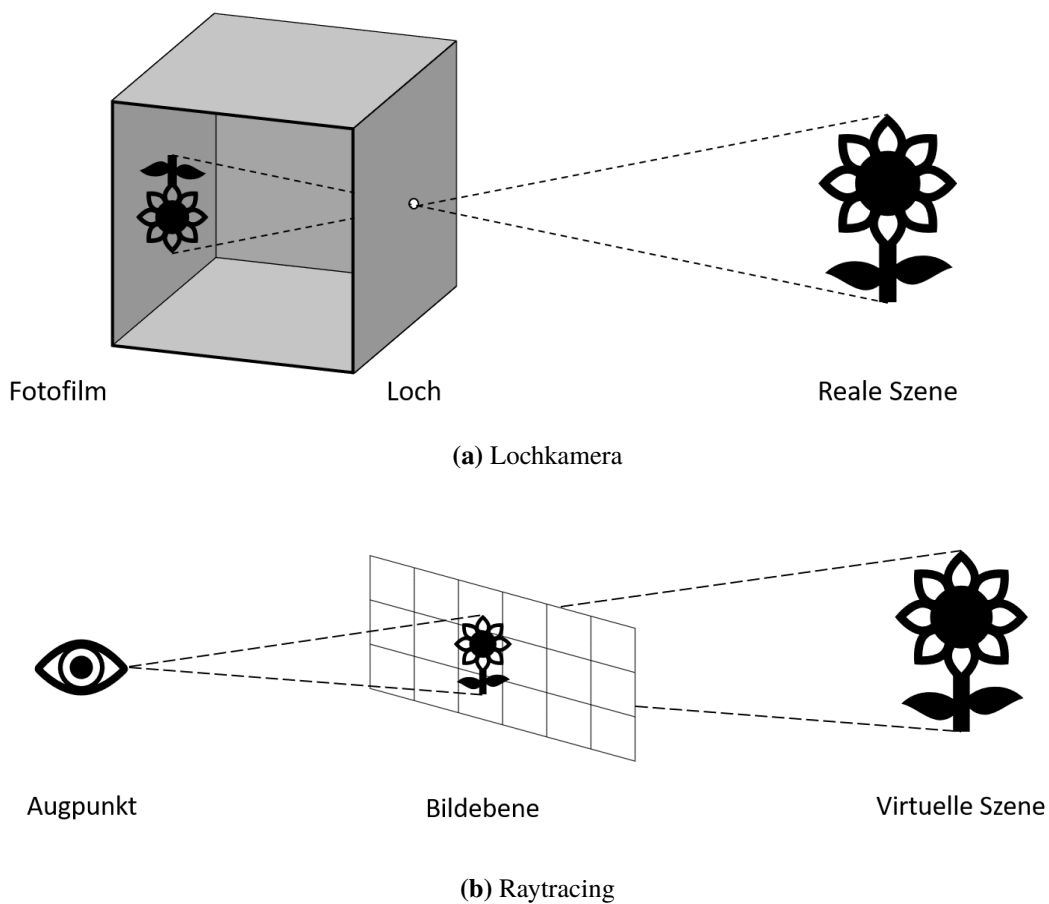 Fotofilm Loch Reale Szene
(a) Lochkamera
Augpunkt Bildebene Virtuelle Szene
(b) Raytracing